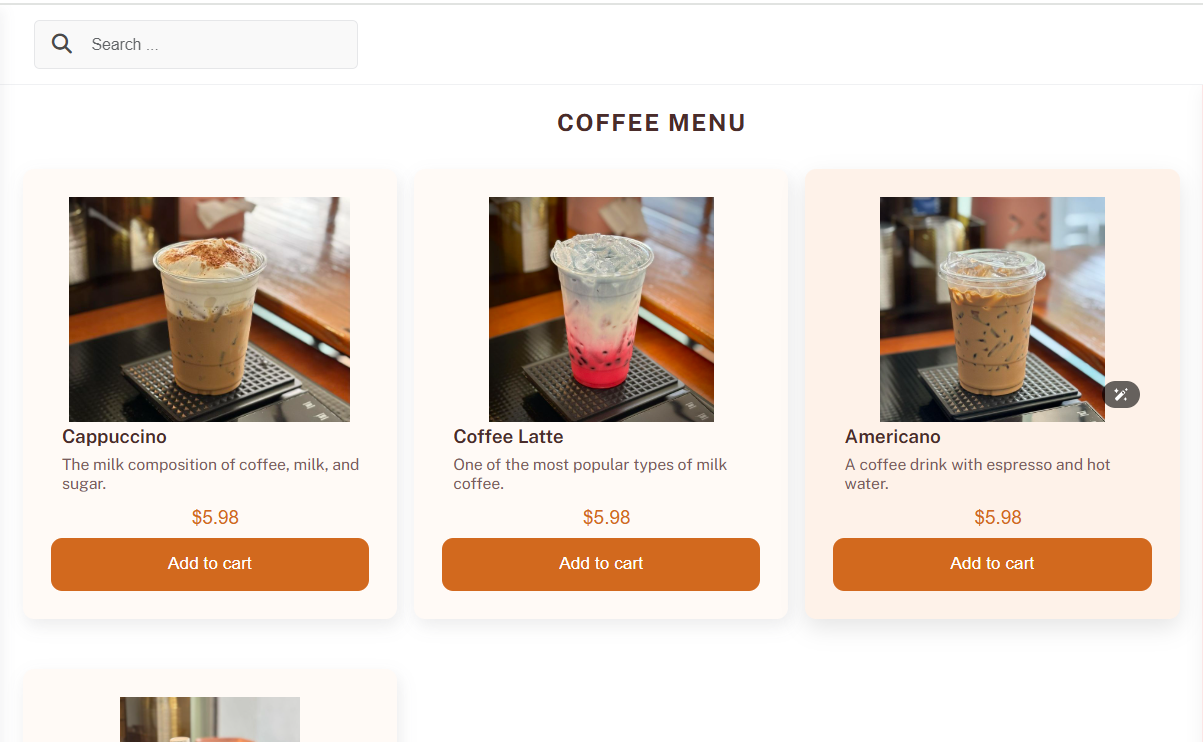 Search ...
COFFEE MENU
Cappuccino
The milk composition of coffee, milk, and
sugar.
$5.98
Add to cart
Coffee Latte
One of the most popular types of milk
coffee.
$5.98
Add to cart
Americano
A coffee drink with espresso and hot
water.
$5.98
Add to cart